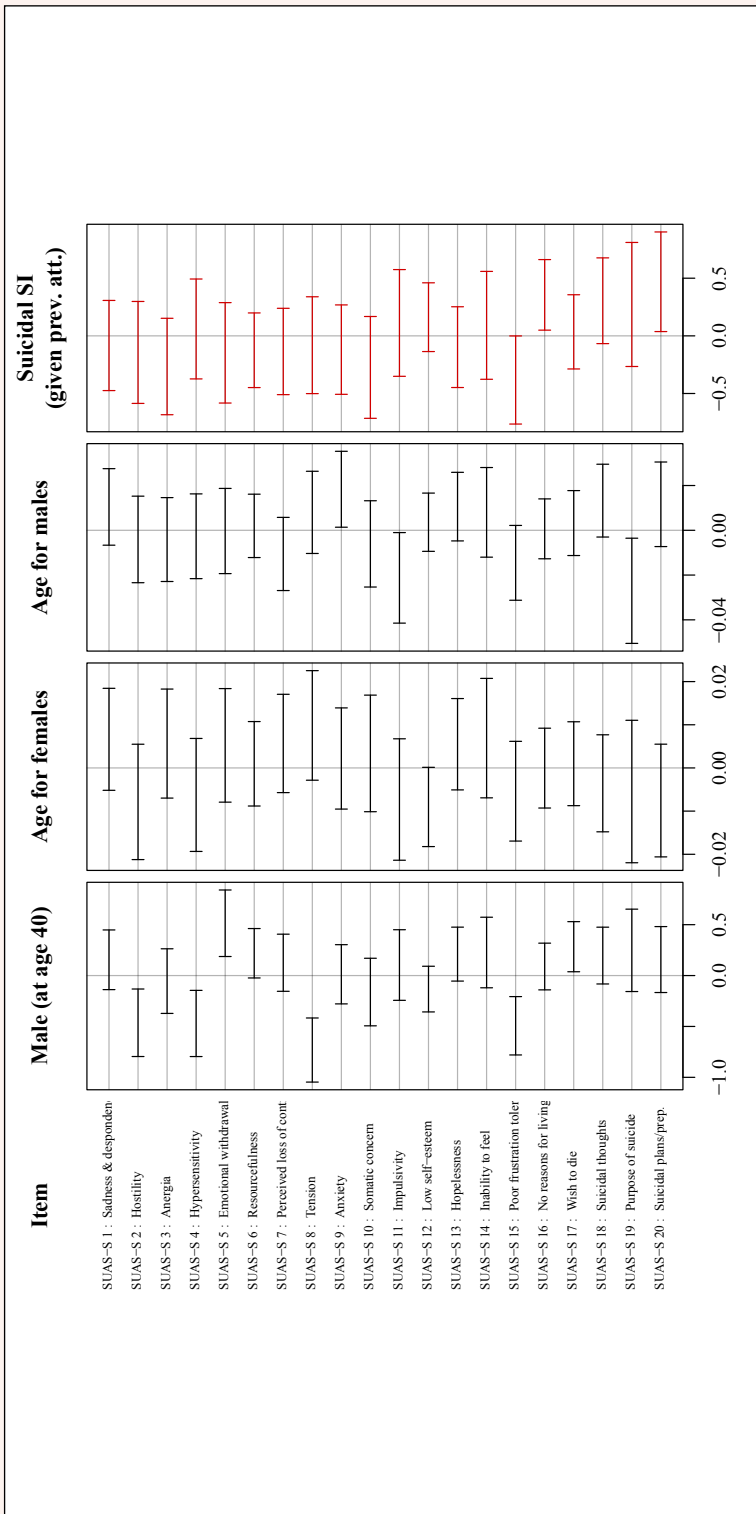 Item
Male (at age 40)
Age for females
Age for males
Suicidal SI
(given prev. att.)
SUAS−S 1 : Sadness & desponden
SUAS−S 2 : Hostility
SUAS−S 3 : Anergia
SUAS−S 4 : Hypersensitivity
SUAS−S 5 : Emotional withdrawal
SUAS−S 6 : Resourcefulness
SUAS−S 7 : Perceived loss of cont
SUAS−S 8 : Tension
SUAS−S 9 : Anxiety
SUAS−S 10 : Somatic concern
SUAS−S 11 : Impulsivity
SUAS−S 12 : Low self−esteem
SUAS−S 13 : Hopelessness
SUAS−S 14 : Inability to feel
SUAS−S 15 : Poor frustration toler
SUAS−S 16 : No reasons for living
SUAS−S 17 : Wish to die
SUAS−S 18 : Suicidal thoughts
SUAS−S 19 : Purpose of suicide
SUAS−S 20 : Suicidal plans/prep.
−1.0 0.0 0.5
−0.02 0.00 0.02
−0.04 0.00
−0.5 0.0 0.5